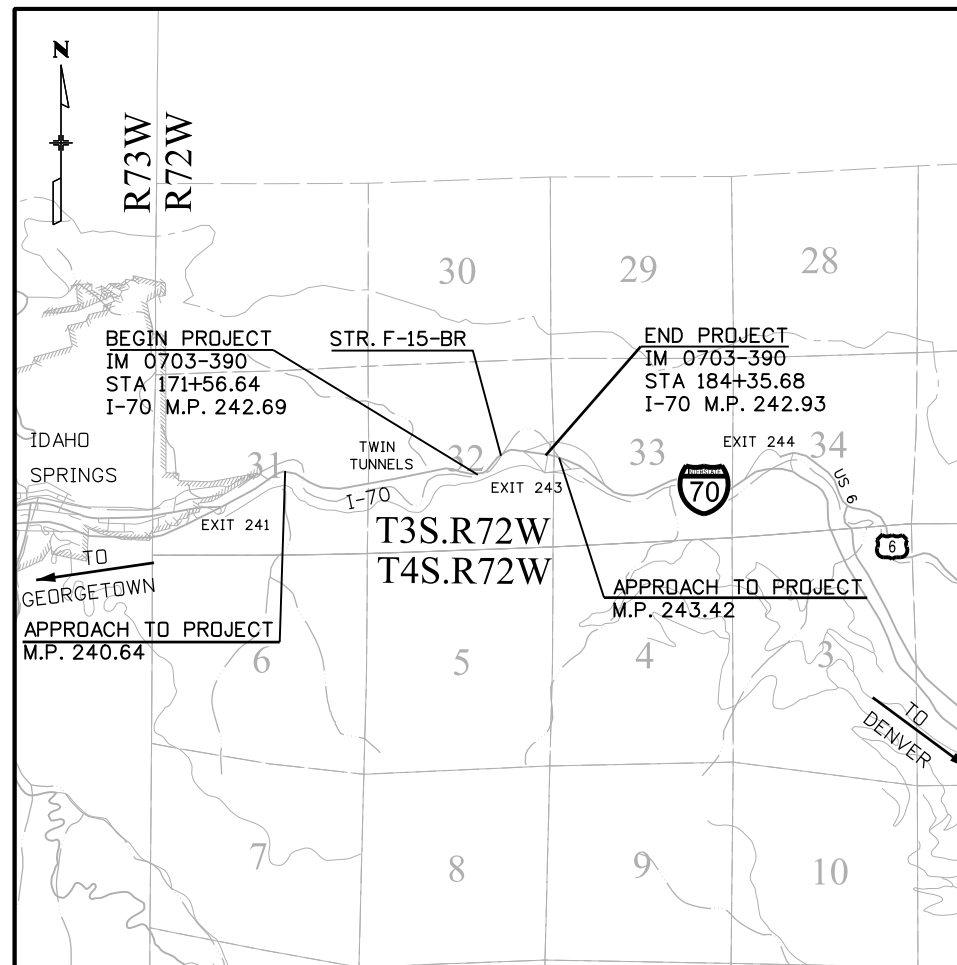 N
R73W
R72W
30
29
28
BEGIN PROJECT
IM 0703-390
STA 171+56.64
I-70 M.P. 242.69
STR. F-15-BR
END PROJECT
IM 0703-390
STA 184+35.68
I-70 M.P. 242.93
IDAHO
SPRINGS
31
TWIN
TUNNELS
32
33
EXIT 244
34
EXIT 241
I-70
EXIT 243
INTERSTATE
70
US 6
6
T3S.R72W
T4S.R72W
TO
GEORGETOWN
APPROACH TO PROJECT
M.P. 240.64
APPROACH TO PROJECT
M.P. 243.42
6
5
4
3
TO
DENVER
7
8
9
10